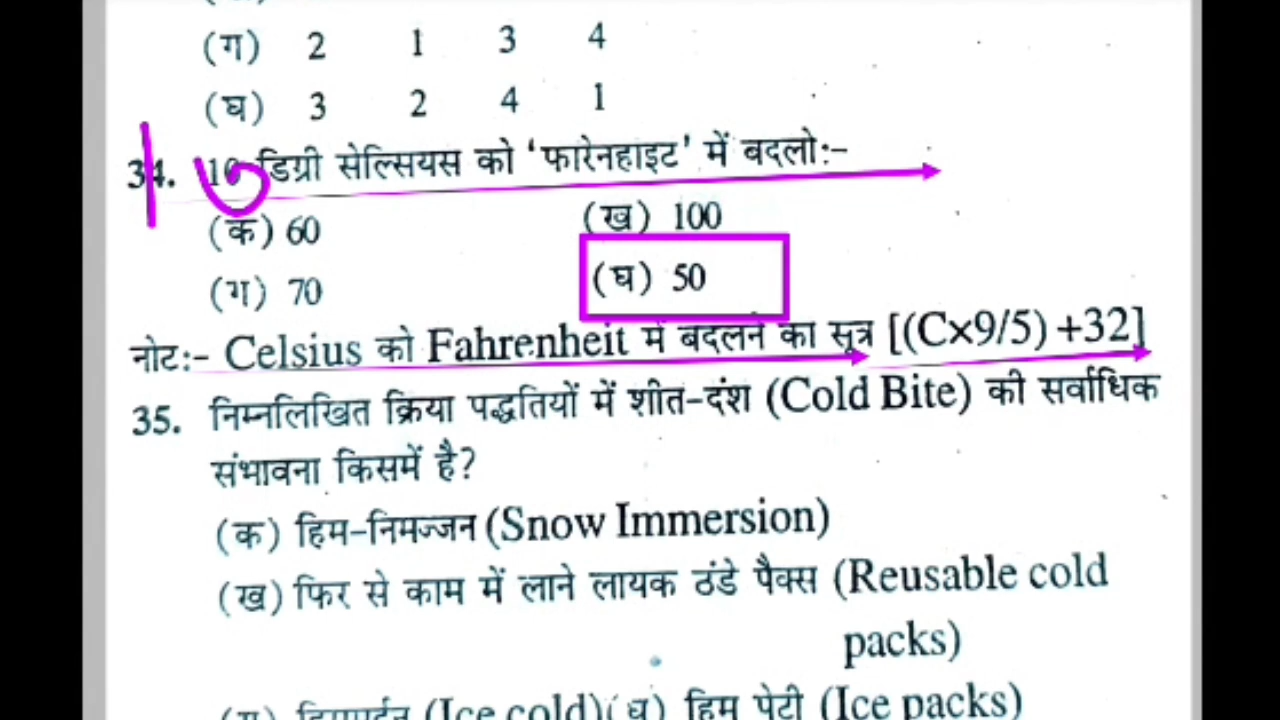 (ग) 2 1 3 4
(घ) 3 2 4 1
34. 10 डिग्री सेल्सियस को 'फारेनहाइट' में बदलो:-
(क) 60 (ख) 100
(ग) 70 (घ) 50
नोट:- Celsius को Fahrenheit में बदलने का सूत्र [(C×9/5) +32]
35. निम्नलिखित क्रिया पद्धतियों में शीत-दंश (Cold Bite) की सर्वाधिक
संभावना किसमें है?
(क) हिम-निमज्जन (Snow Immersion)
(ख) फिर से काम में लाने लायक ठंडे पैक्स (Reusable cold
packs)
(Ice cold) (घ) हिम पेटी (Ice packs)